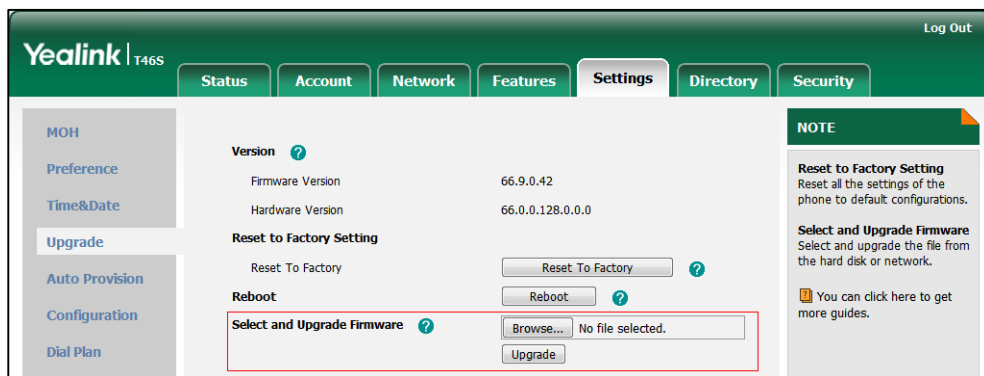 Log Out
Yealink T46S
Status Account Network Features Settings Directory Security
MOH
Preference
Time&Date
Upgrade
Auto Provision
Configuration
Dial Plan
Version ?
Firmware Version 66.9.0.42
Hardware Version 66.0.0.128.0.0.0
Reset to Factory Setting
Reset To Factory Reset To Factory ?
Reboot Reboot ?
Select and Upgrade Firmware ? Browse... No file selected.
Upgrade
NOTE
Reset to Factory Setting
Reset all the settings of the
phone to default configurations.
Select and Upgrade Firmware
Select and upgrade the file from
the hard disk or network.
? You can click here to get
more guides.